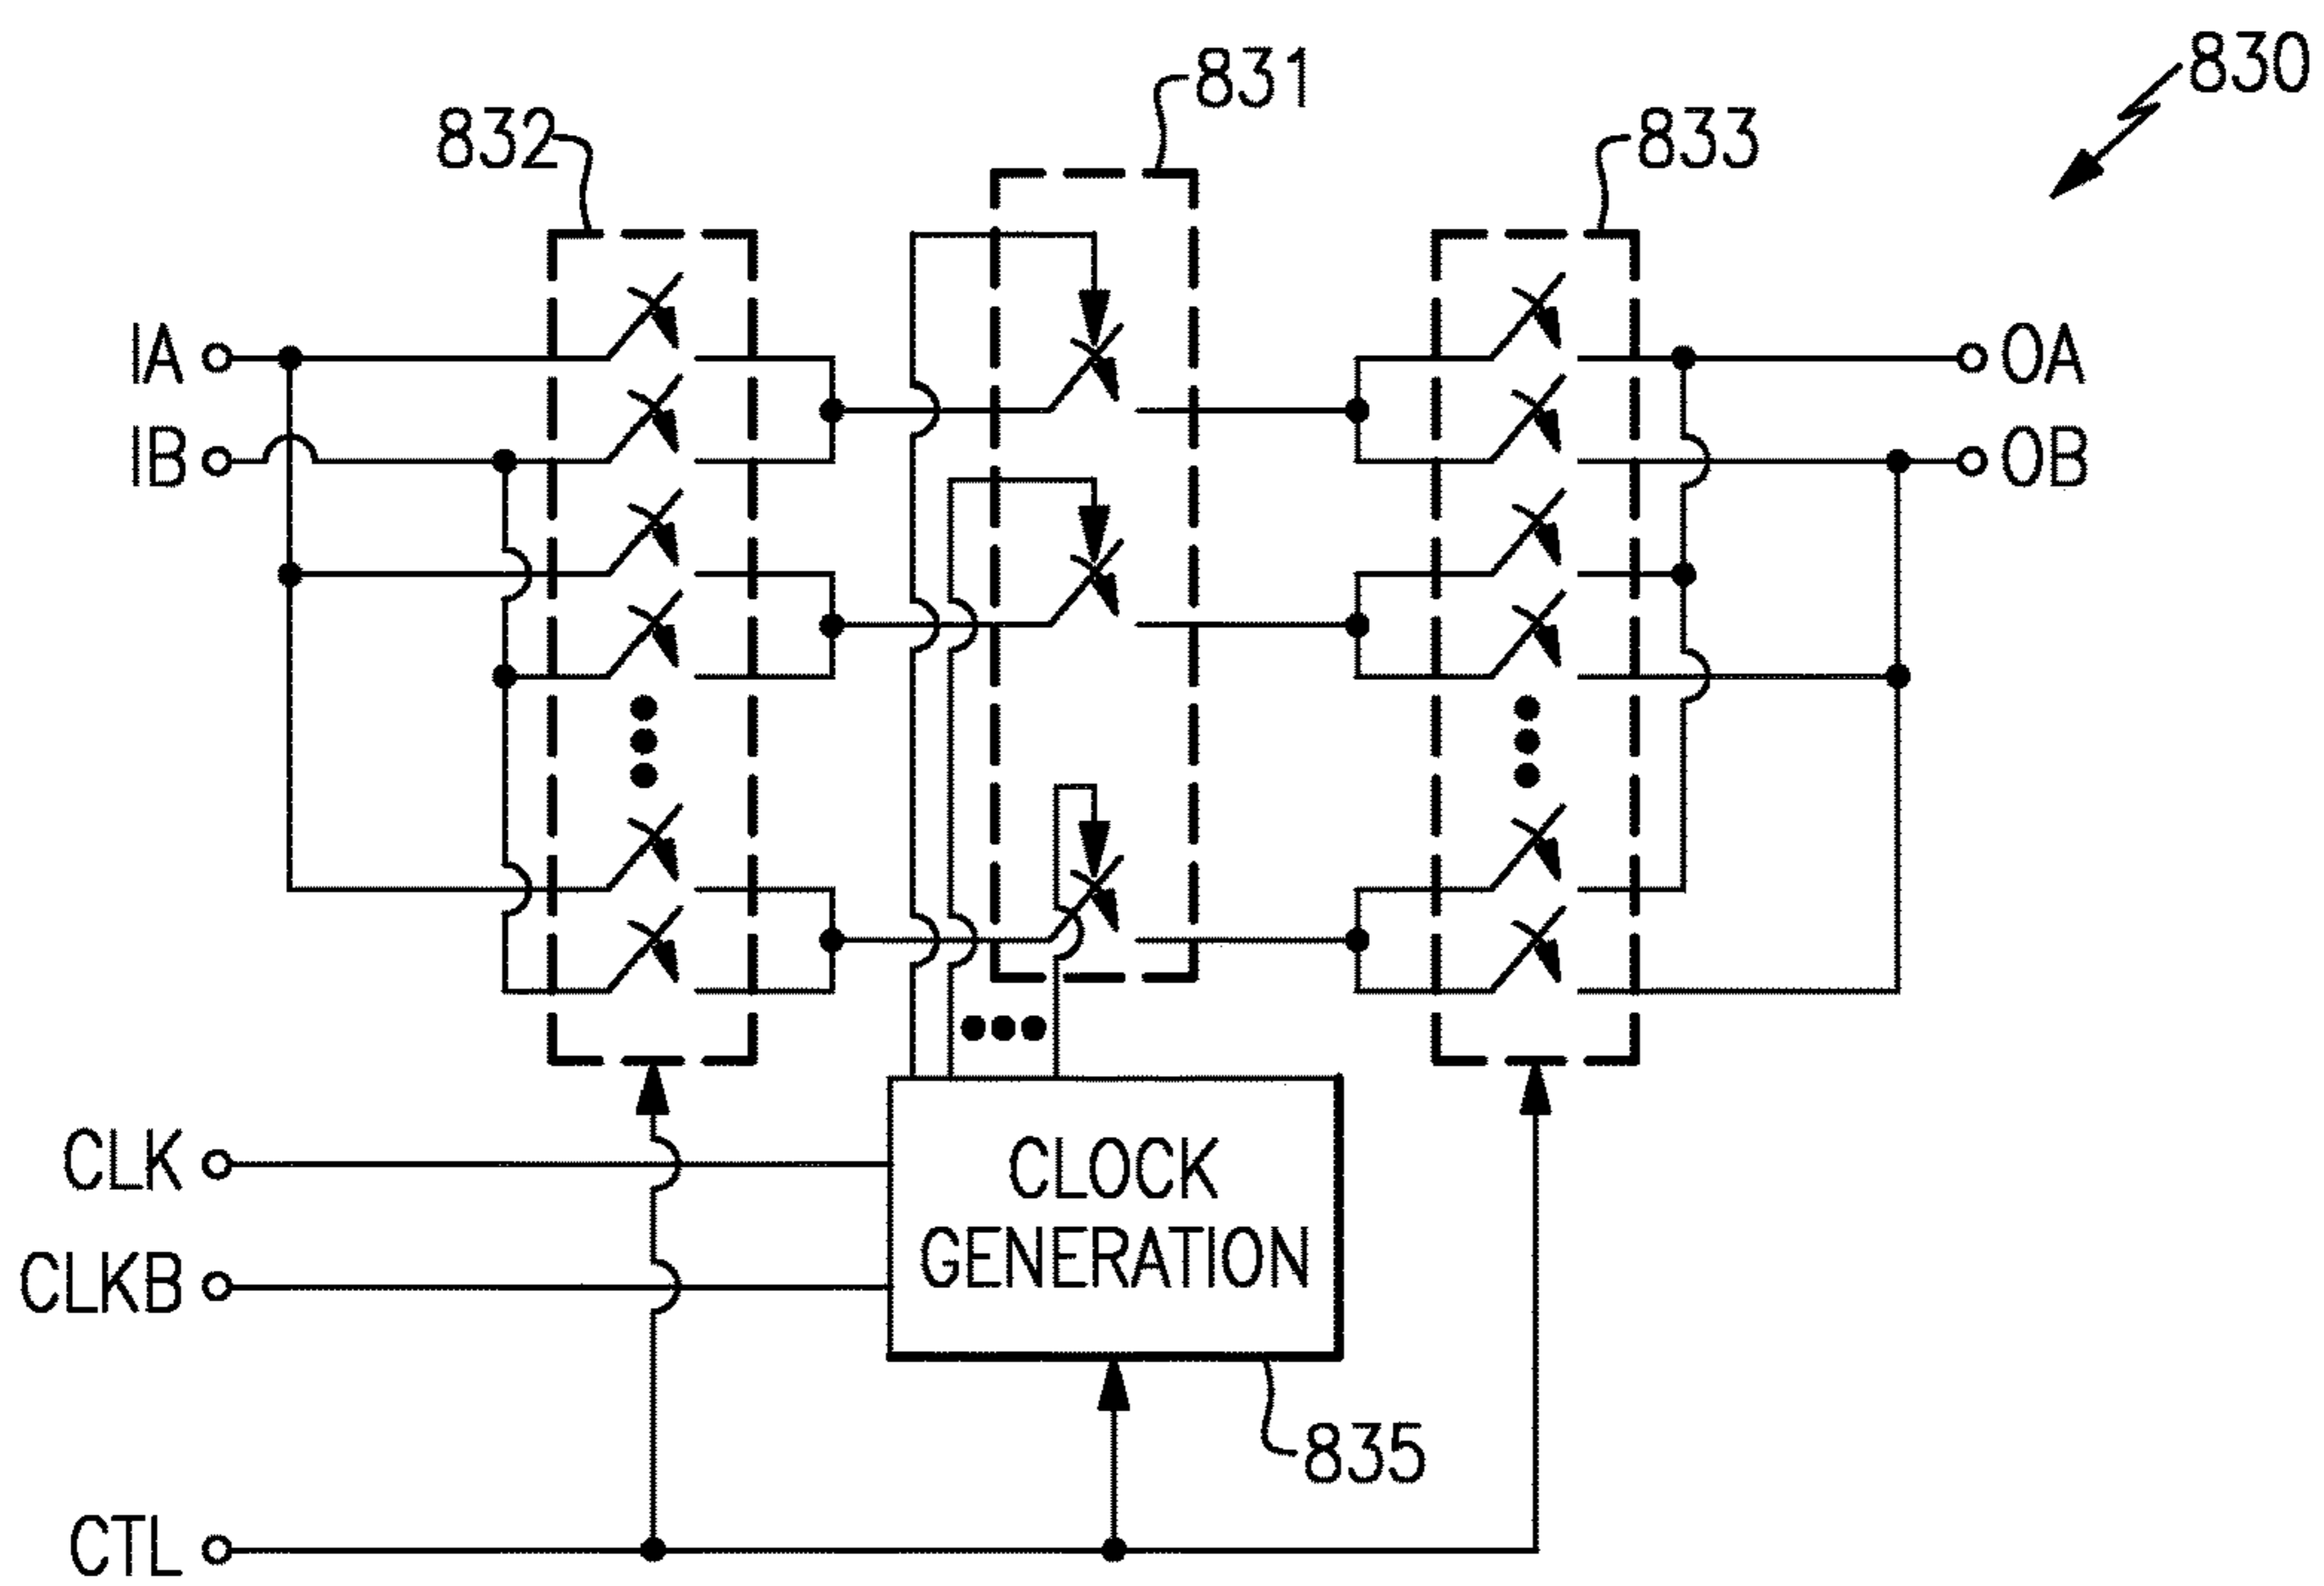 830
831
832
833
IA
OA
IB
OB
CLK
CLOCK
GENERATION
CLKB
835
CTL